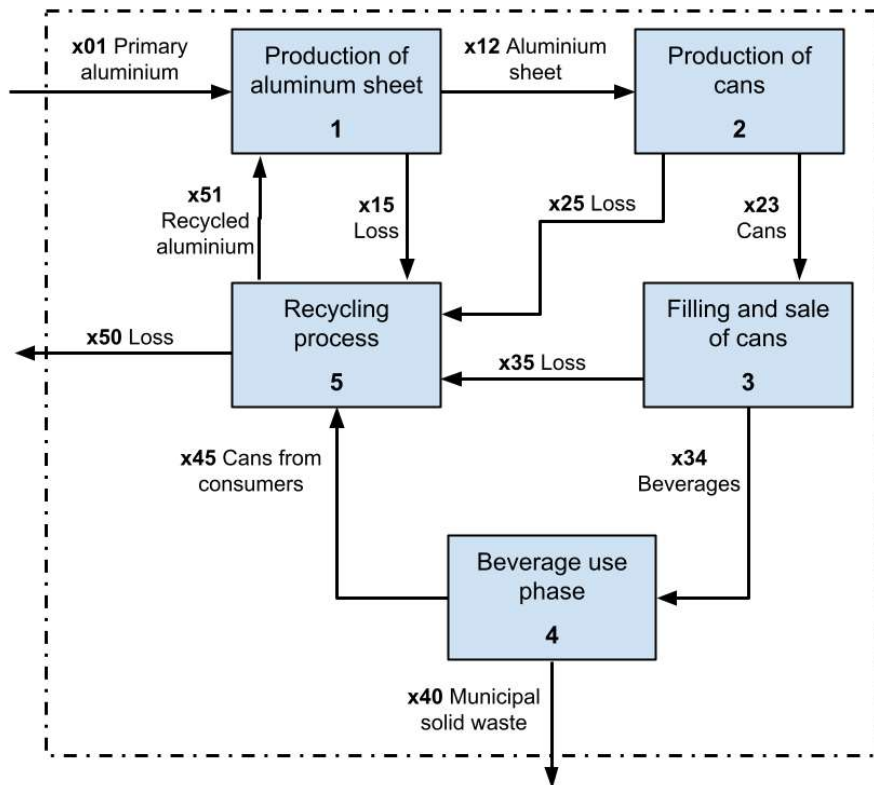 x01 Primary
aluminium
Production of
aluminum sheet
1
x12 Aluminium
sheet
Production of
cans
2
x51
Recycled
aluminium
x15
Loss
x25 Loss
x23
Cans
Recycling
process
5
Filling and sale
of cans
3
x50 Loss
x35 Loss
x45 Cans from
consumers
x34
Beverages
Beverage use
phase
4
x40 Municipal
solid waste